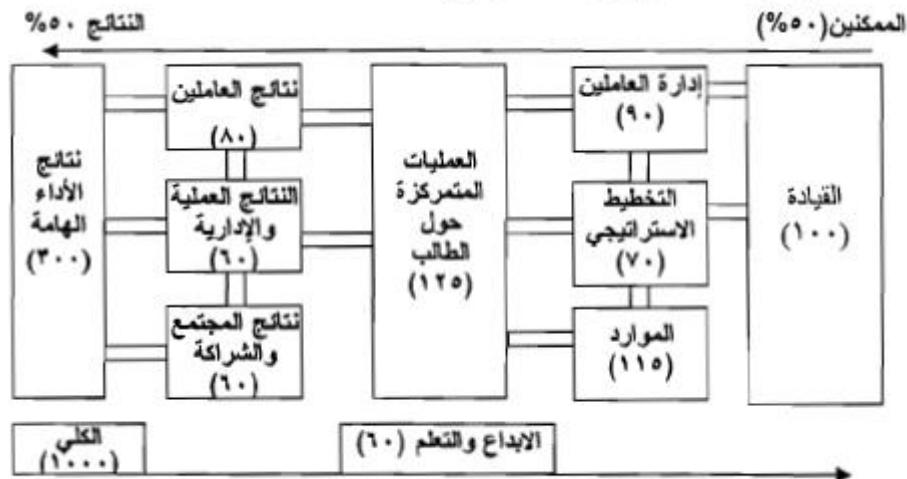 الممكنين(٥٠%)
النتائج ٥٠%
القيادة
(١٠٠)
إدارة العاملين
(٩٠)
التخطيط
الاستراتيجي
(٧٠)
الموارد
(١١٥)
العمليات
المتمركزة
حول
الطالب
(١٢٥)
نتائج العاملين
(٨٠)
النتائج العملية
والإدارية
(٦٠)
نتائج المجتمع
والشراكة
(٦٠)
نتائج
الأداء
الهامة
(٣٠٠)
الابداع والتعلم (٦٠)
الكلي
(١٠٠٠)